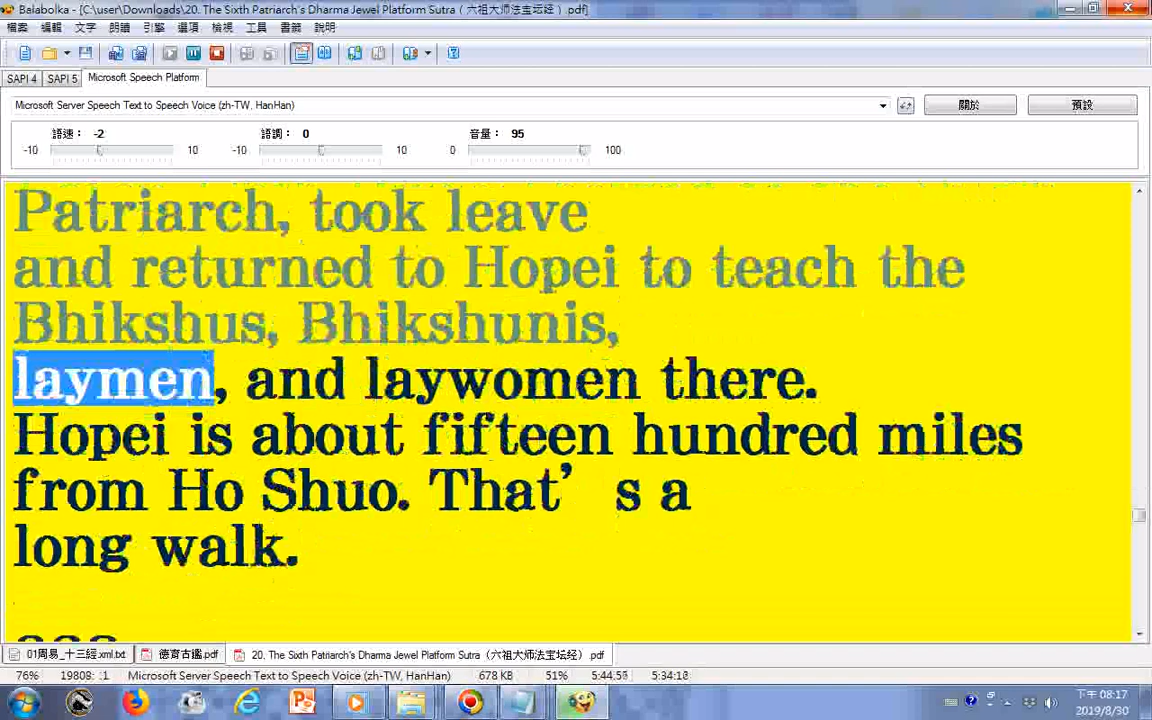 Balabolka - [C:\user\Downloads\20. The Sixth Patriarch's Dharma Jewel Platform Sutra（六祖大师法宝坛经）.pdf]
檔案 編輯 文字 朗讀 引擎 選項 檢視 工具 書籤 說明
SAPI 4 SAPI 5 Microsoft Speech Platform
Microsoft Server Speech Text to Speech Voice (zh-TW, HanHan) 關於 預設
語速： -2 語調： 0 音量： 95
-10 10 -10 10 0 100
Patriarch, took leave
and returned to Hopei to teach the
Bhikshus, Bhikshunis,
laymen, and laywomen there.
Hopei is about fifteen hundred miles
from Ho Shuo. That’s a
long walk.
01周易_十三經.xml.txt 德育古鑑.pdf 20. The Sixth Patriarch's Dharma Jewel Platform Sutra（六祖大师法宝坛经）.pdf
76% Microsoft Server Speech Text to Speech Voice (zh-TW, HanHan) 678 KB 51%
下午 08:17
2019/8/30